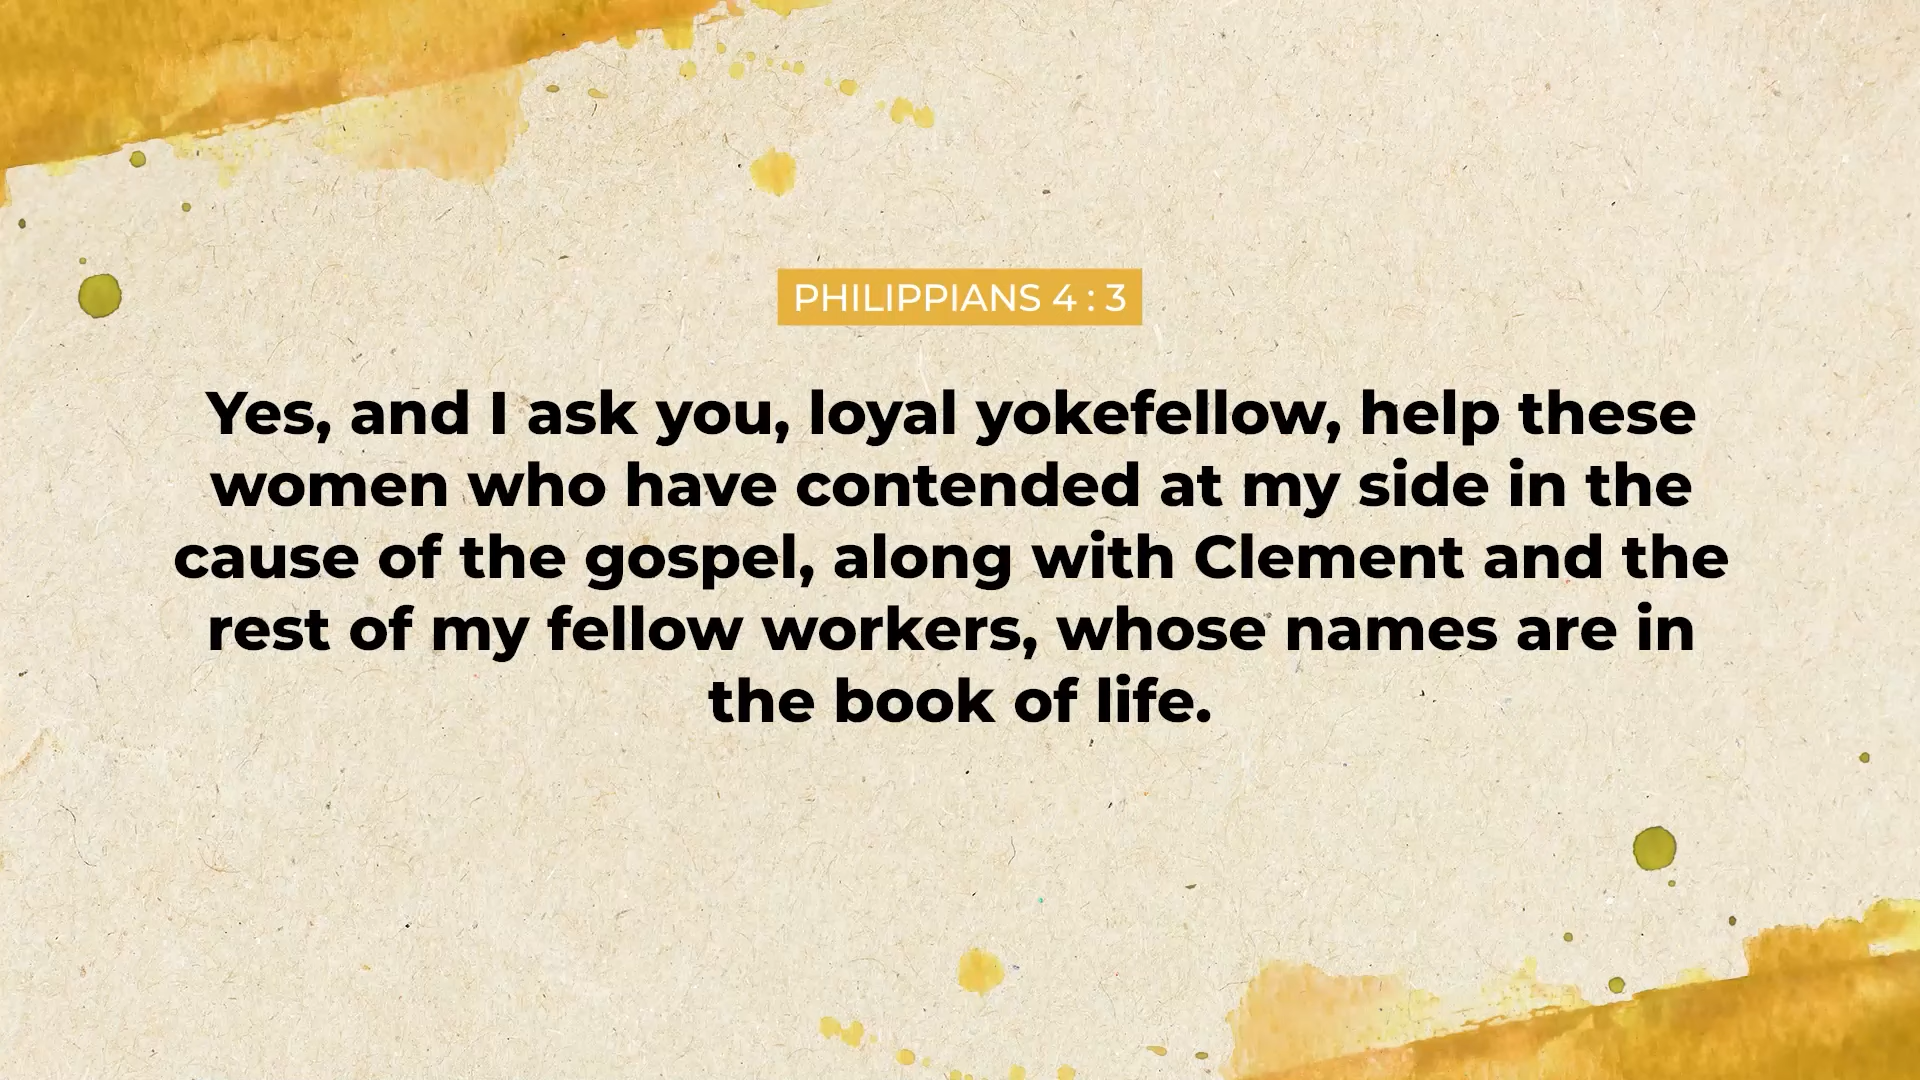 PHILIPPIANS 4 : 3
Yes, and I ask you, loyal yokefellow, help these
women who have contended at my side in the
cause of the gospel, along with Clement and the
rest of my fellow workers, whose names are in
the book of life.